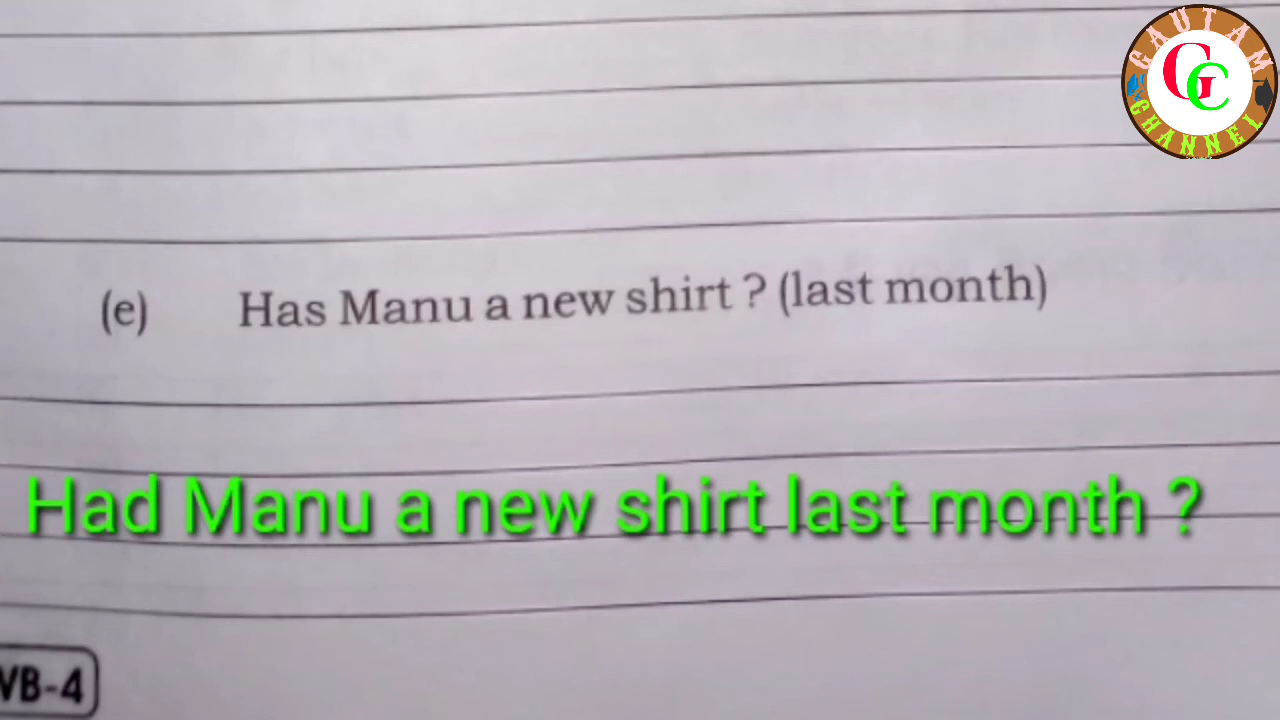 GAUTAM
GC
CHANNEL
(e) Has Manu a new shirt ? (last month)
Had Manu a new shirt last month ?
VB-4